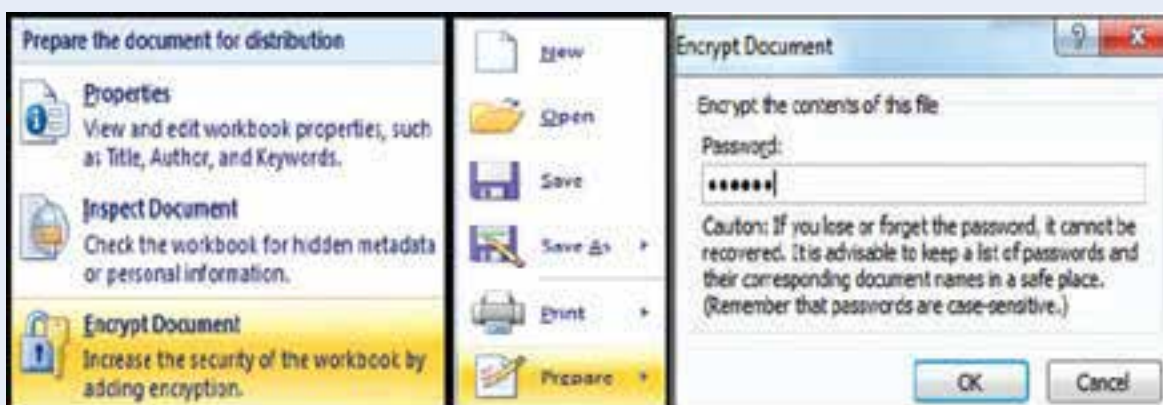 Prepare the document for distribution
Properties
View and edit workbook properties, such
as Title, Author, and Keywords.
Inspect Document
Check the workbook for hidden metadata
or personal information.
Encrypt Document
Increase the security of the workbook by
adding encryption.
New
Open
Save
Save As
Print
Prepare
Encrypt Document
Encrypt the contents of this file
Password:
Caution: If you lose or forget the password, it cannot be
recovered. It is advisable to keep a list of passwords and
their corresponding document names in a safe place.
(Remember that passwords are case-sensitive.)
OK
Cancel